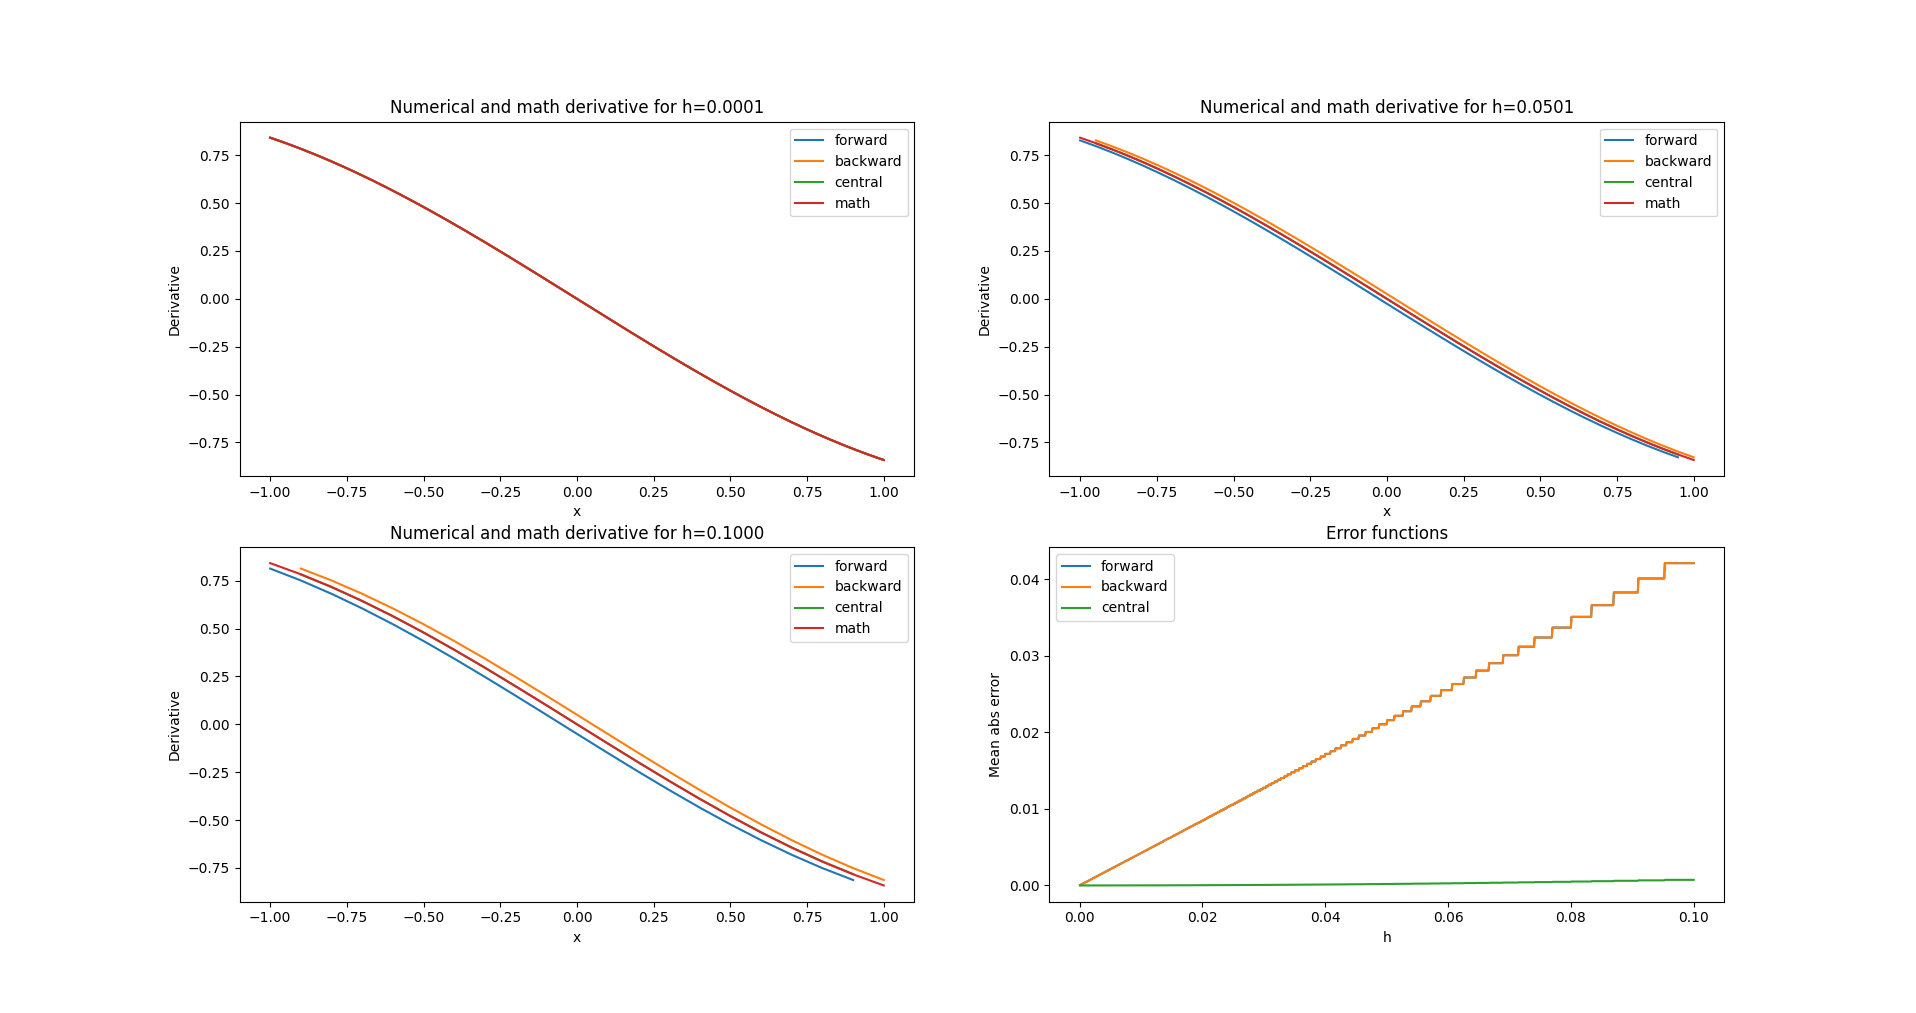 Numerical and math derivative for h=0.0001
forward
backward
central
math
0.75
0.50
0.25
0.00
−0.25
−0.50
−0.75
Derivative
−1.00 −0.75 −0.50 −0.25 0.00 0.25 0.50 0.75 1.00
x
Numerical and math derivative for h=0.0501
forward
backward
central
math
0.75
0.50
0.25
0.00
−0.25
−0.50
−0.75
Derivative
−1.00 −0.75 −0.50 −0.25 0.00 0.25 0.50 0.75 1.00
x
Numerical and math derivative for h=0.1000
forward
backward
central
math
0.75
0.50
0.25
0.00
−0.25
−0.50
−0.75
Derivative
−1.00 −0.75 −0.50 −0.25 0.00 0.25 0.50 0.75 1.00
x
Error functions
forward
backward
central
0.04
0.03
0.02
0.01
0.00
Mean abs error
0.00 0.02 0.04 0.06 0.08 0.10
h